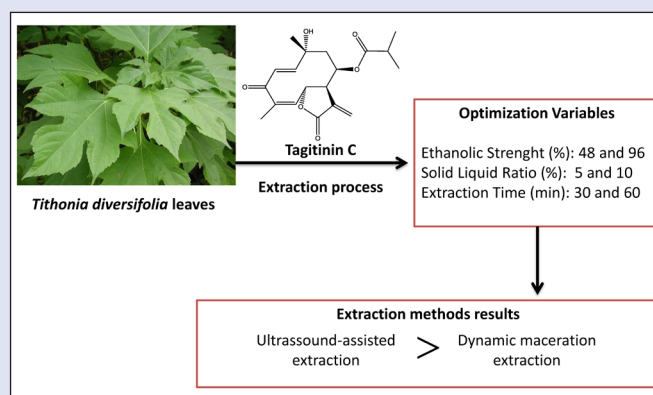 OH
O
O
O
O
O
Tagitinin C
Extraction process
Tithonia diversifolia leaves
Optimization Variables
Ethanolic Strenght (%): 48 and 96
Solid Liquid Ratio (%): 5 and 10
Extraction Time (min): 30 and 60
Extraction methods results
Ultrasound-assisted
extraction
>
Dynamic maceration
extraction